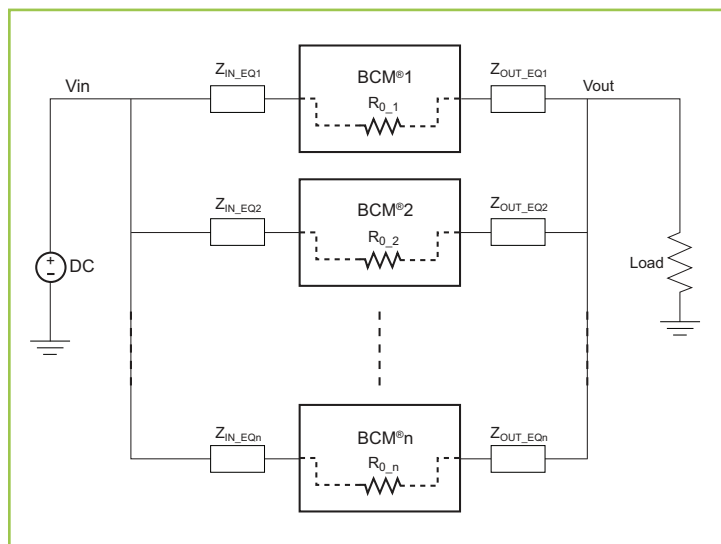 Vin
Z_IN_EQ1
BCM®1
R_0_1
Z_OUT_EQ1
Vout
Z_IN_EQ2
BCM®2
R_0_2
Z_OUT_EQ2
+
−
DC
Load
Z_IN_EQn
BCM®n
R_0_n
Z_OUT_EQn